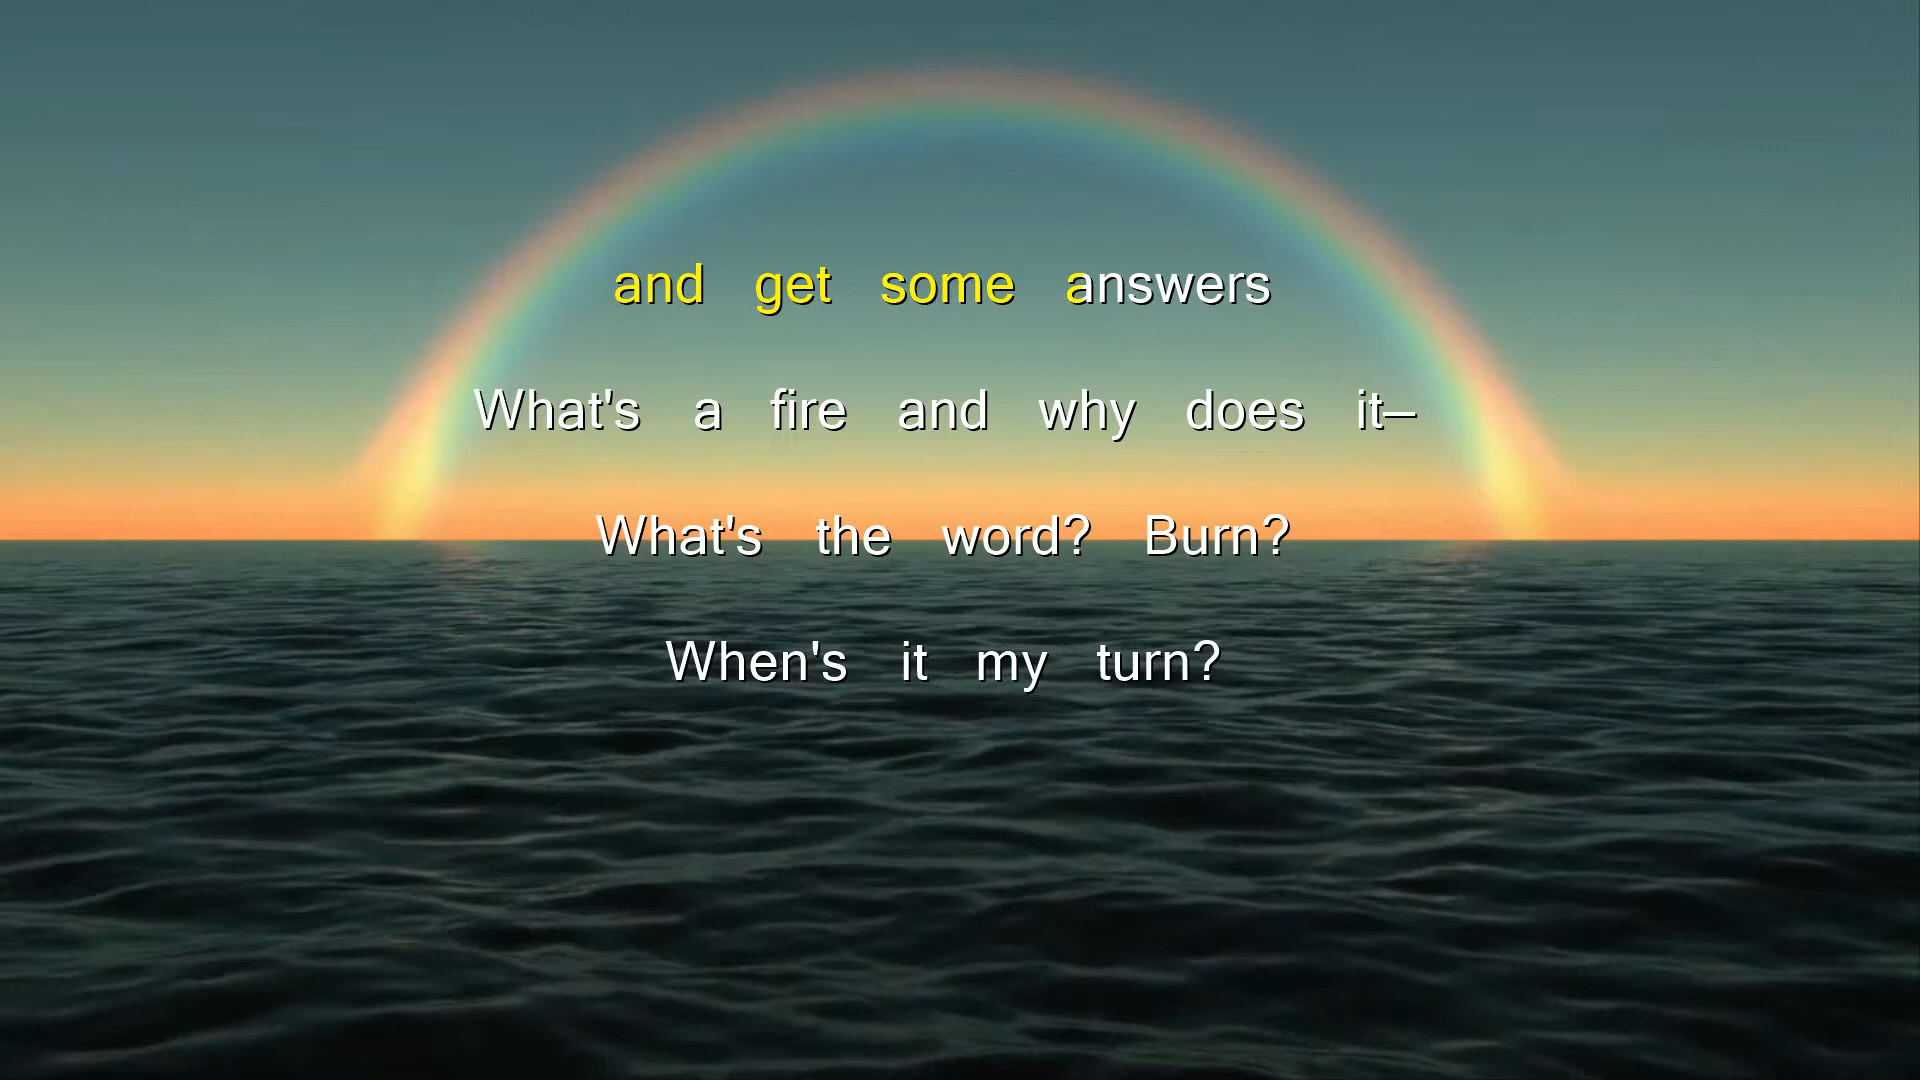 and get some answers
What's a fire and why does it–
What's the word? Burn?
When's it my turn?